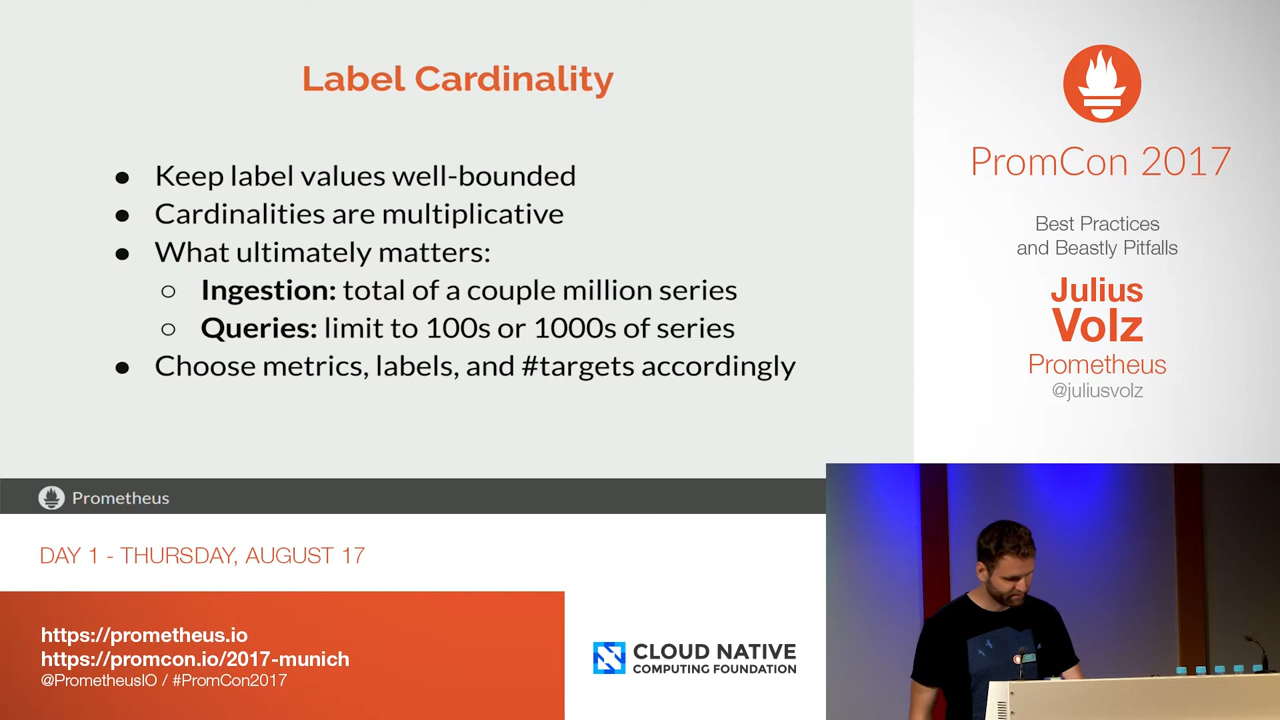 Label Cardinality
● Keep label values well-bounded
● Cardinalities are multiplicative
● What ultimately matters:
○ Ingestion: total of a couple million series
○ Queries: limit to 100s or 1000s of series
● Choose metrics, labels, and #targets accordingly
Prometheus
PromCon 2017
Best Practices
and Beastly Pitfalls
Julius
Volz
Prometheus
@juliusvolz
DAY 1 - THURSDAY, AUGUST 17
https://prometheus.io
https://promcon.io/2017-munich
@PrometheusIO / #PromCon2017
CLOUD NATIVE
COMPUTING FOUNDATION